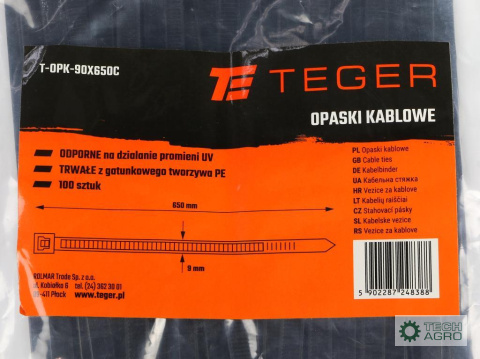 T-OPK-90X650C
TEGER
OPASKI KABLOWE
ODPORNE na działanie promieni UV
TRWAŁE z gatunkowego tworzywa PE
100 sztuk
PL Opaski kablowe
GB Cable ties
DE Kabelbinder
UA Кабельна стяжка
HR Vezice za kablove
LT Kabelių raiščiai
CZ Stahovací pásky
SL Kabelske vezice
RS Vezice za kablove
650 mm
9 mm
ROLMAR Trade Sp. z o.o.
ul. Kobiałka 6 tel. (24) 362 30 01
09-411 Płock www.teger.pl
5 902287 248388
TECH
AGRO